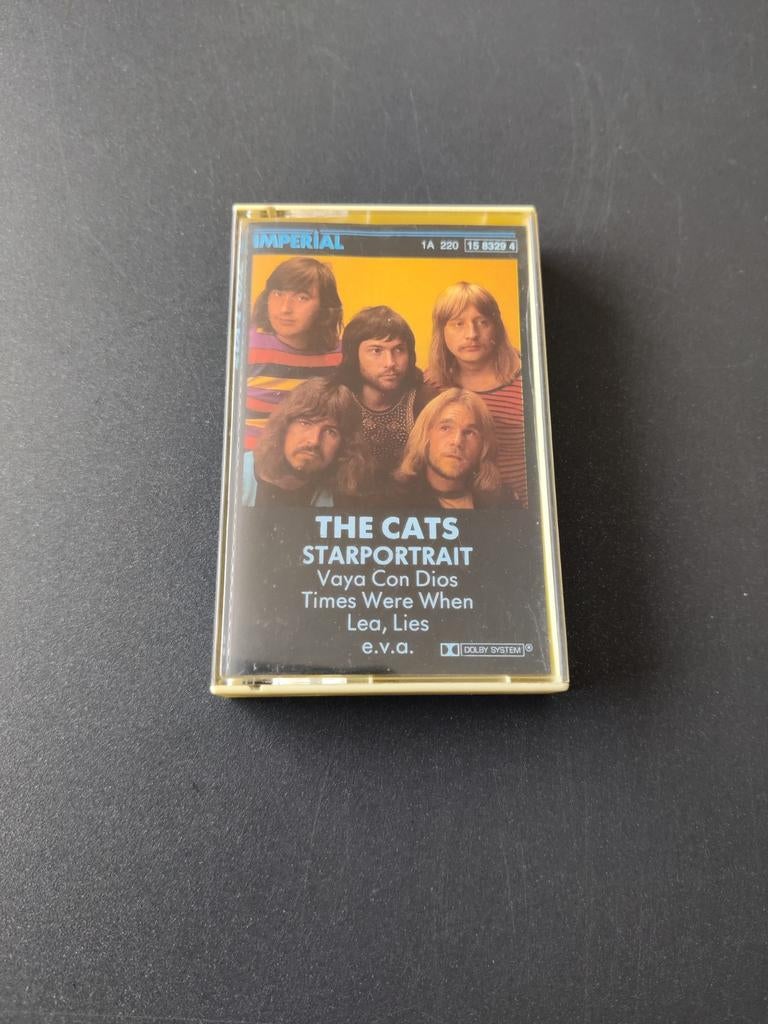 IMPERIAL 1A 220 15 8329 4
THE CATS
STARPORTRAIT
Vaya Con Dios
Times Were When
Lea, Lies
e.v.a. DOLBY SYSTEM®